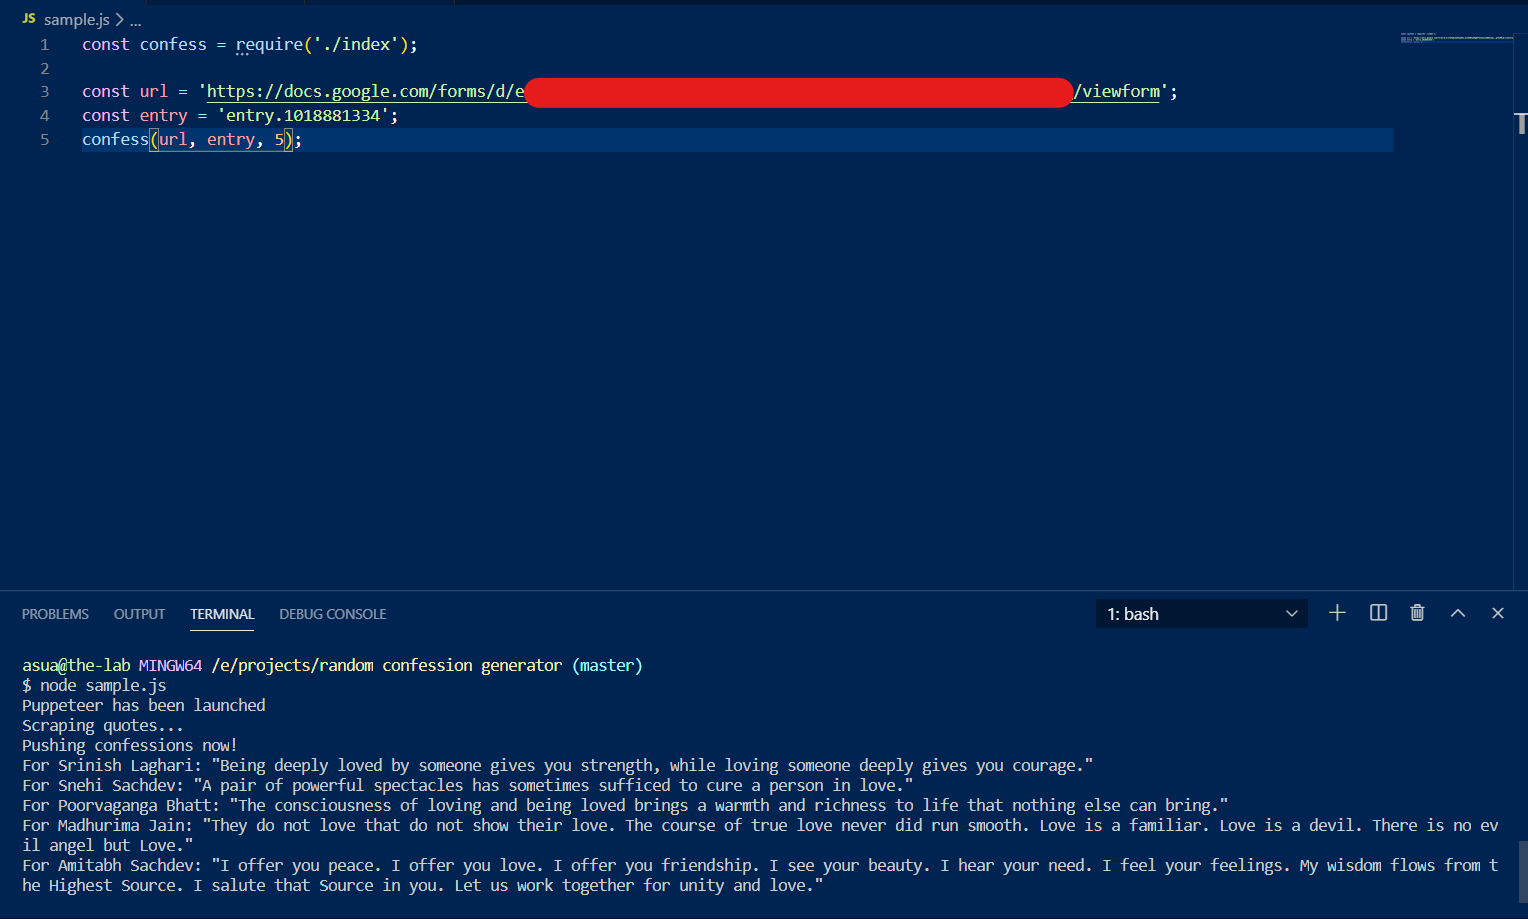 JS sample.js > ...
1 const confess = require('./index');
2
3 const url = 'https://docs.google.com/forms/d/e /viewform';
4 const entry = 'entry.1018881334';
5 confess(url, entry, 5);
T
PROBLEMS OUTPUT TERMINAL DEBUG CONSOLE 1: bash
asua@the-lab MINGW64 /e/projects/random confession generator (master)
$ node sample.js
Puppeteer has been launched
Scraping quotes...
Pushing confessions now!
For Srinish Laghari: "Being deeply loved by someone gives you strength, while loving someone deeply gives you courage."
For Snehi Sachdev: "A pair of powerful spectacles has sometimes sufficed to cure a person in love."
For Poorvaganga Bhatt: "The consciousness of loving and being loved brings a warmth and richness to life that nothing else can bring."
For Madhurima Jain: "They do not love that do not show their love. The course of true love never did run smooth. Love is a familiar. Love is a devil. There is no ev
il angel but Love."
For Amitabh Sachdev: "I offer you peace. I offer you love. I offer you friendship. I see your beauty. I hear your need. I feel your feelings. My wisdom flows from t
he Highest Source. I salute that Source in you. Let us work together for unity and love."